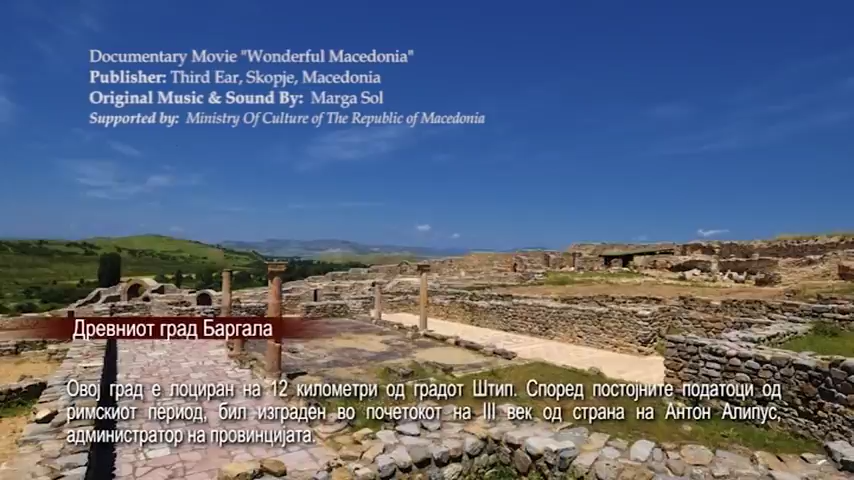 Documentary Movie "Wonderful Macedonia"
Publisher: Third Ear, Skopje, Macedonia
Original Music & Sound By: Marga Sol
Supported by: Ministry Of Culture of The Republic of Macedonia
Древниот град Баргала
Овој град е лоциран на 12 километри од градот Штип. Според постојните податоци од
римскиот период, бил изграден во почетокот на III век од страна на Антон Алипус,
администратор на провинцијата.